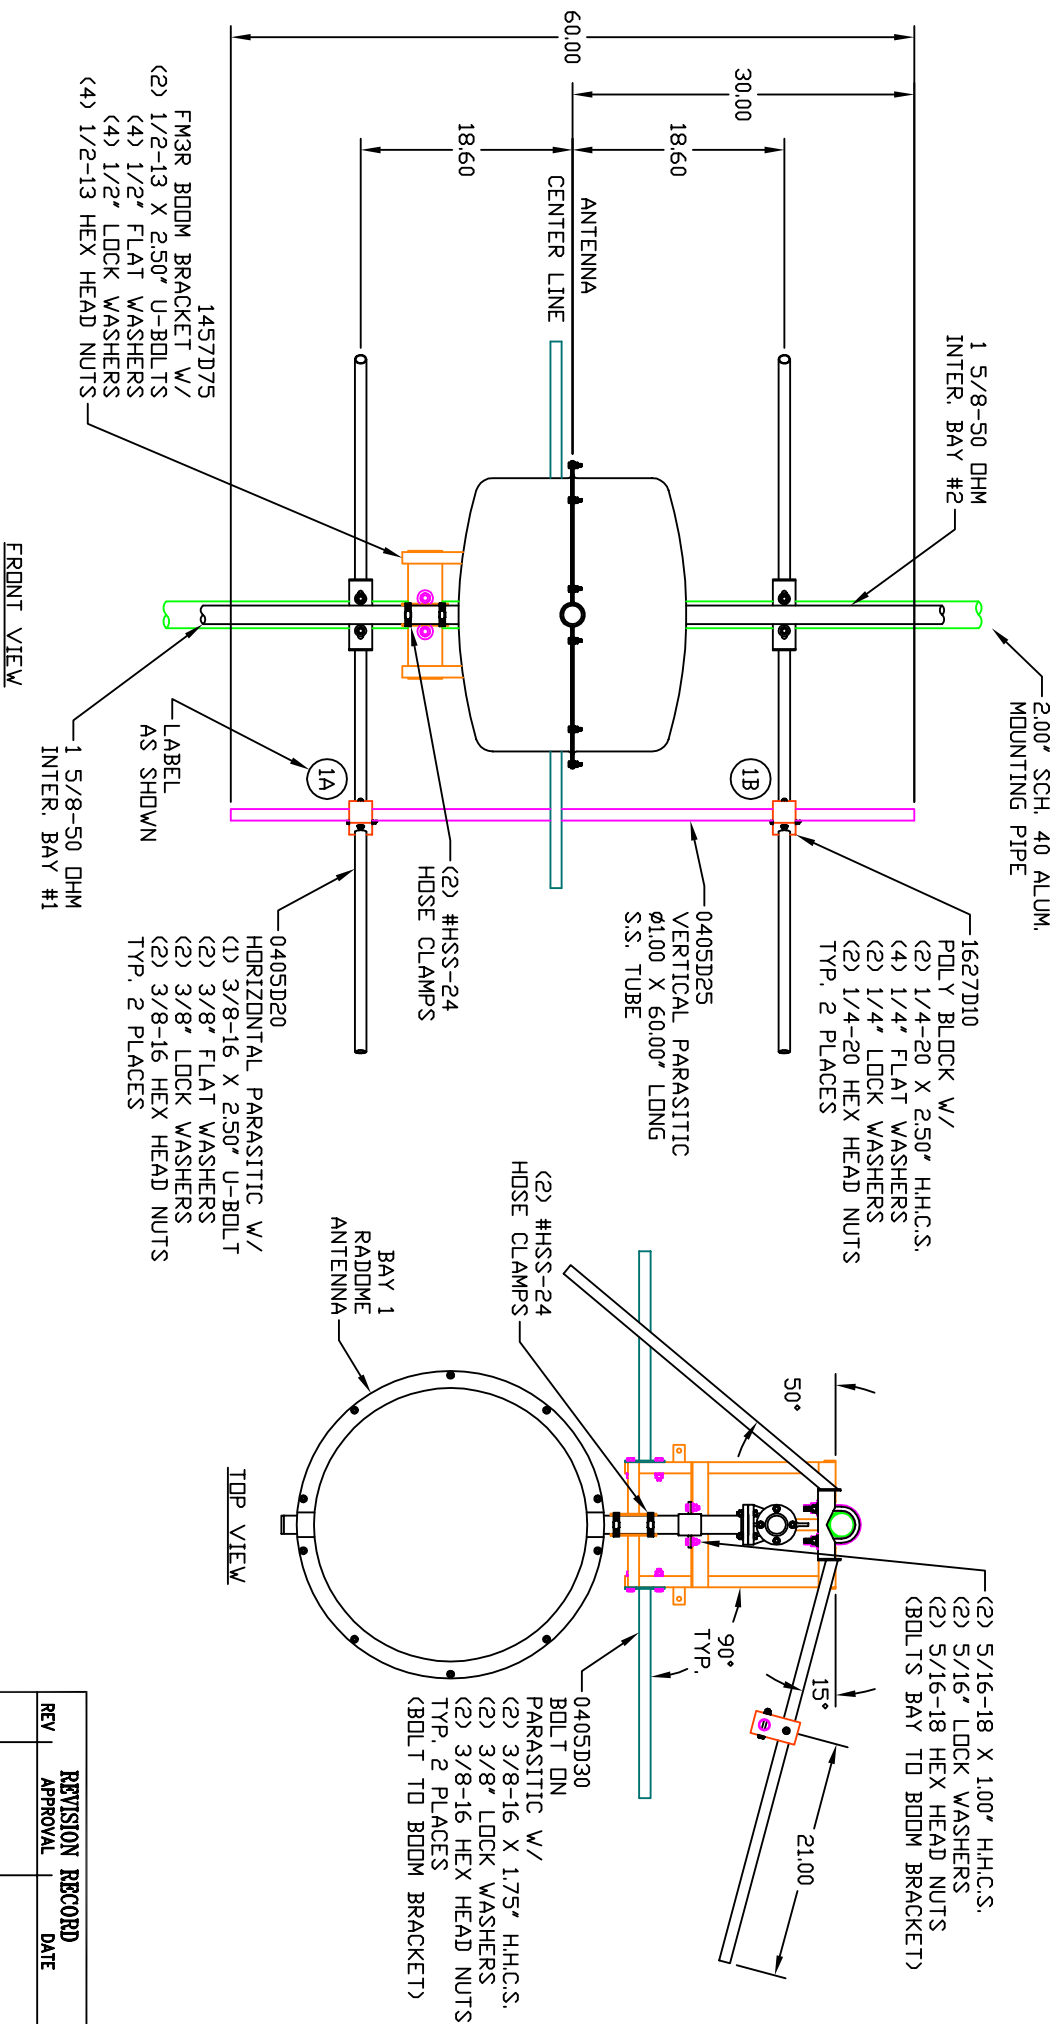 60.00
30.00
18.60
18.60
ANTENNA
CENTER LINE
1 5/8-50 OHM
INTER. BAY #2
2.00" SCH. 40 ALUM.
MOUNTING PIPE
1457D75
FM3R BOOM BRACKET W/
(2) 1/2-13 X 2.50" U-BOLTS
(4) 1/2" FLAT WASHERS
(4) 1/2" LOCK WASHERS
(4) 1/2-13 HEX HEAD NUTS
1A
1B
LABEL
AS SHOWN
1 5/8-50 OHM
INTER. BAY #1
FRONT VIEW
1627D10
POLY BLOCK W/
(2) 1/4-20 X 2.50" H.H.C.S.
(4) 1/4" FLAT WASHERS
(2) 1/4" LOCK WASHERS
(2) 1/4-20 HEX HEAD NUTS
TYP. 2 PLACES
0405D25
VERTICAL PARASITIC
Ø1.00 X 60.00" LONG
S.S. TUBE
(2) #HSS-24
HOSE CLAMPS
0405D20
HORIZONTAL PARASITIC W/
(1) 3/8-16 X 2.50" U-BOLT
(2) 3/8" FLAT WASHERS
(2) 3/8" LOCK WASHERS
(2) 3/8-16 HEX HEAD NUTS
TYP. 2 PLACES
(2) #HSS-24
HOSE CLAMPS
BAY 1
RADOME
ANTENNA
TOP VIEW
50°
15°
90°
TYP.
21.00
(2) 5/16-18 X 1.00" H.H.C.S.
(2) 5/16" LOCK WASHERS
(2) 5/16-18 HEX HEAD NUTS
(BOLTS BAY TO BOOM BRACKET)
0405D30
BOLT ON
PARASITIC W/
(2) 3/8-16 X 1.75" H.H.C.S.
(2) 3/8" LOCK WASHERS
(2) 3/8-16 HEX HEAD NUTS
TYP. 2 PLACES
(BOLT TO BOOM BRACKET)
REVISION RECORD
REV APPROVAL DATE